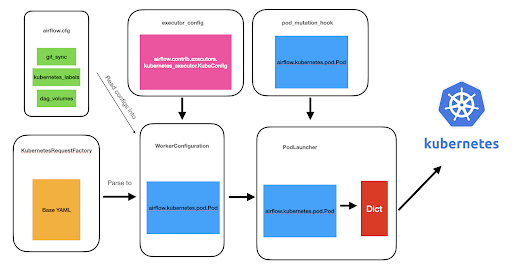 airflow.cfg
git_sync
kubernetes_labels
dag_volumes
executor_config
airflow.contrib.executors.
kubernetes_executor.KubeConfig
pod_mutation_hook
airflow.kubernetes.pod.Pod
Read configs into
kubernetes
KubernetesRequestFactory
Base YAML
Parse to
WorkerConfiguration
airflow.kubernetes.pod.Pod
PodLauncher
airflow.kubernetes.pod.Pod
Dict